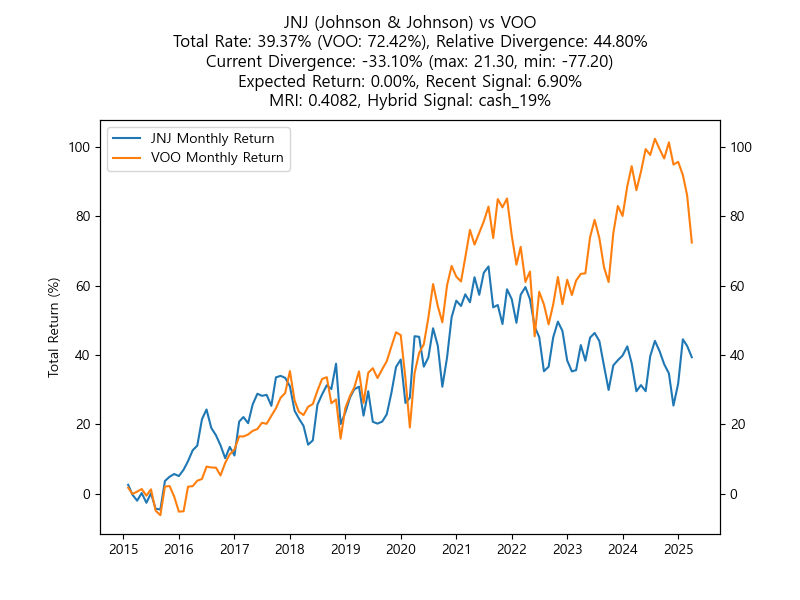 JNJ (Johnson & Johnson) vs VOO
Total Rate: 39.37% (VOO: 72.42%), Relative Divergence: 44.80%
Current Divergence: -33.10% (max: 21.30, min: -77.20)
Expected Return: 0.00%, Recent Signal: 6.90%
MRI: 0.4082, Hybrid Signal: cash_19%
JNJ Monthly Return
VOO Monthly Return
Total Return (%)
100
80
60
40
20
0
100
80
60
40
20
0
2015 2016 2017 2018 2019 2020 2021 2022 2023 2024 2025